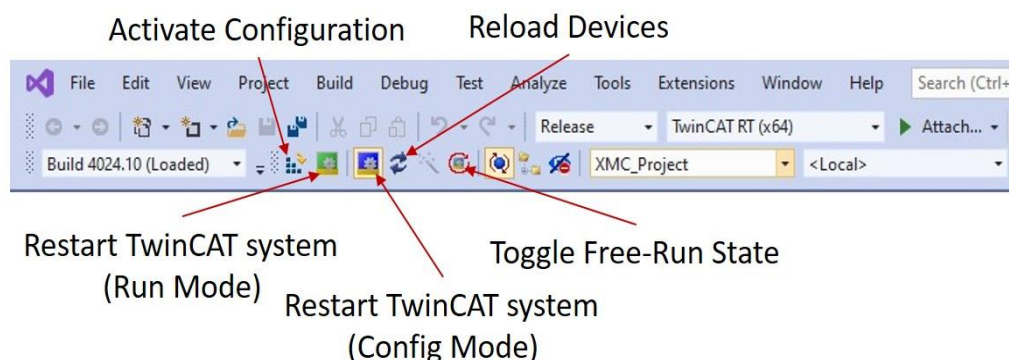 Activate Configuration
Reload Devices
File Edit View Project Build Debug Test Analyze Tools Extensions Window Help Search (Ctrl+
Release TwinCAT RT (x64) Attach...
Build 4024.10 (Loaded) XMC_Project <Local>
Restart TwinCAT system
(Run Mode)
Toggle Free-Run State
Restart TwinCAT system
(Config Mode)